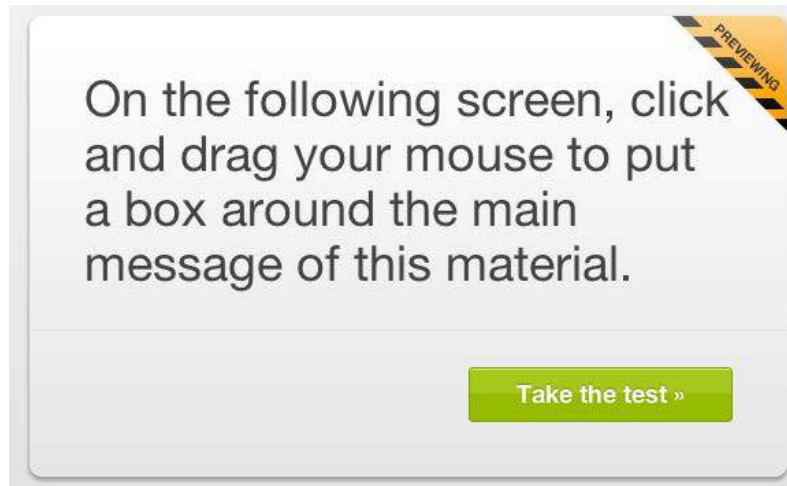 PREVIEWING
On the following screen, click
and drag your mouse to put
a box around the main
message of this material.
Take the test »